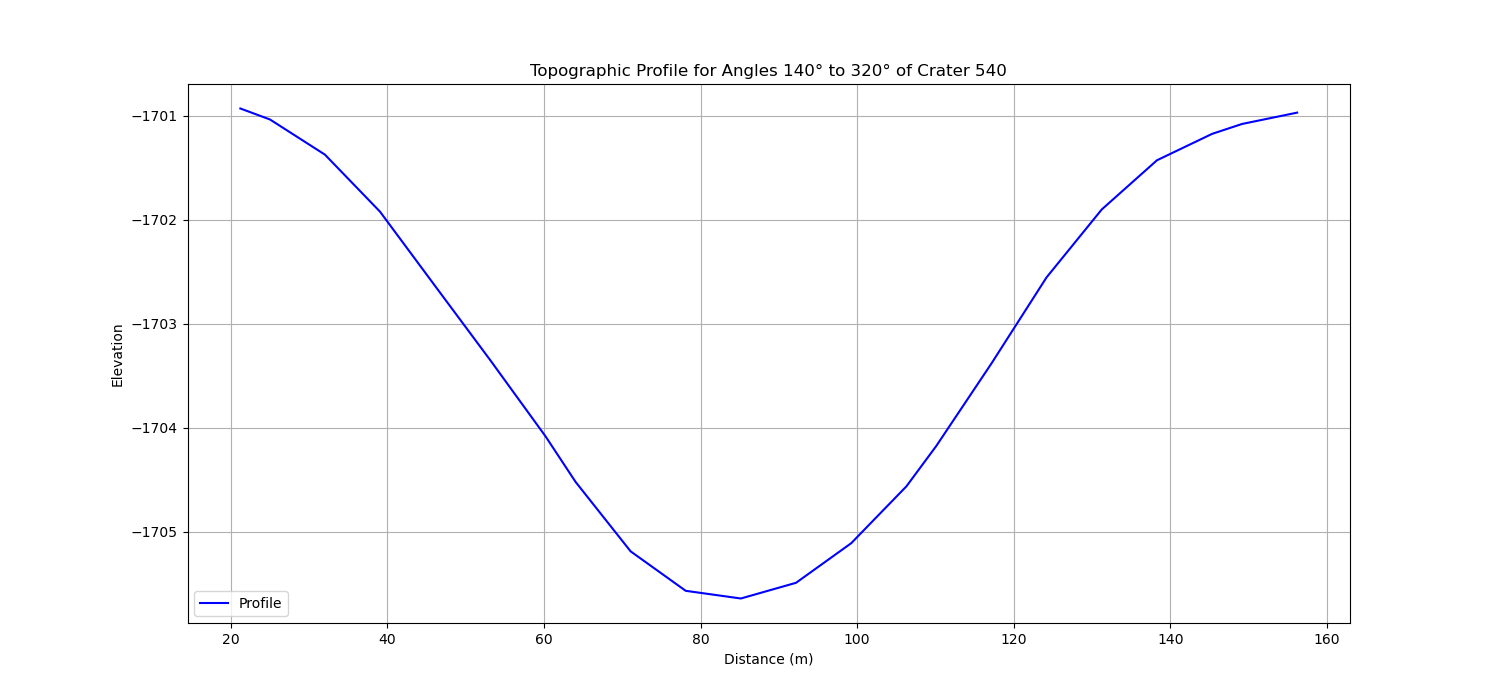 Topographic Profile for Angles 140° to 320° of Crater 540
−1701
−1702
−1703
−1704
−1705
Elevation
Profile
20 40 60 80 100 120 140 160
Distance (m)